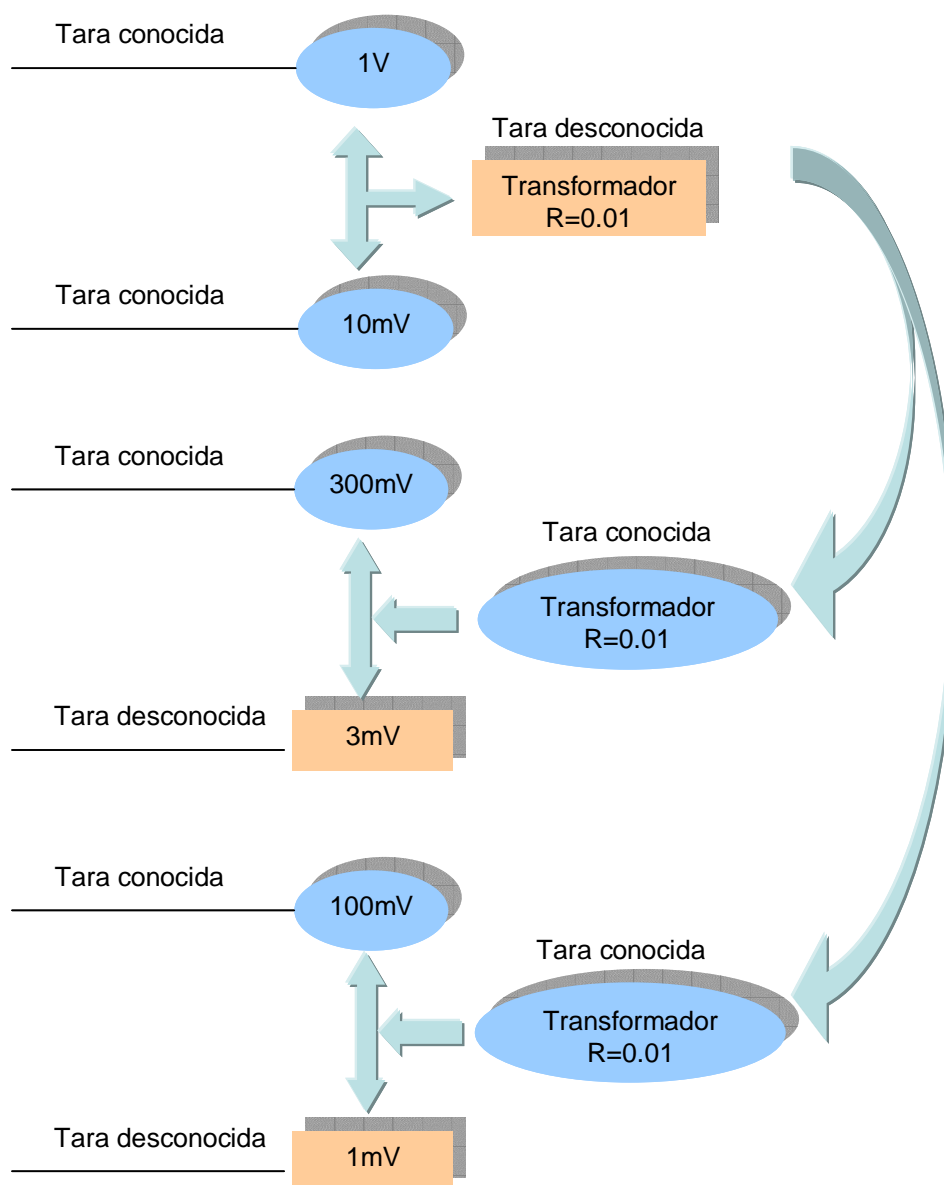 Tara conocida
1V
Tara desconocida
Transformador
R=0.01
Tara conocida
10mV
Tara conocida
300mV
Tara conocida
Transformador
R=0.01
Tara desconocida
3mV
Tara conocida
100mV
Tara conocida
Transformador
R=0.01
Tara desconocida
1mV